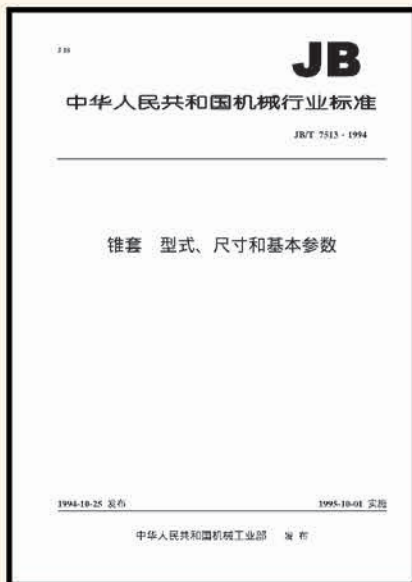 J 18
JB
中华人民共和国机械行业标准
JB/T 7513 - 1994
锥套 型式、尺寸和基本参数
1994-10-25 发布 1995-10-01 实施
中华人民共和国机械工业部 发 布